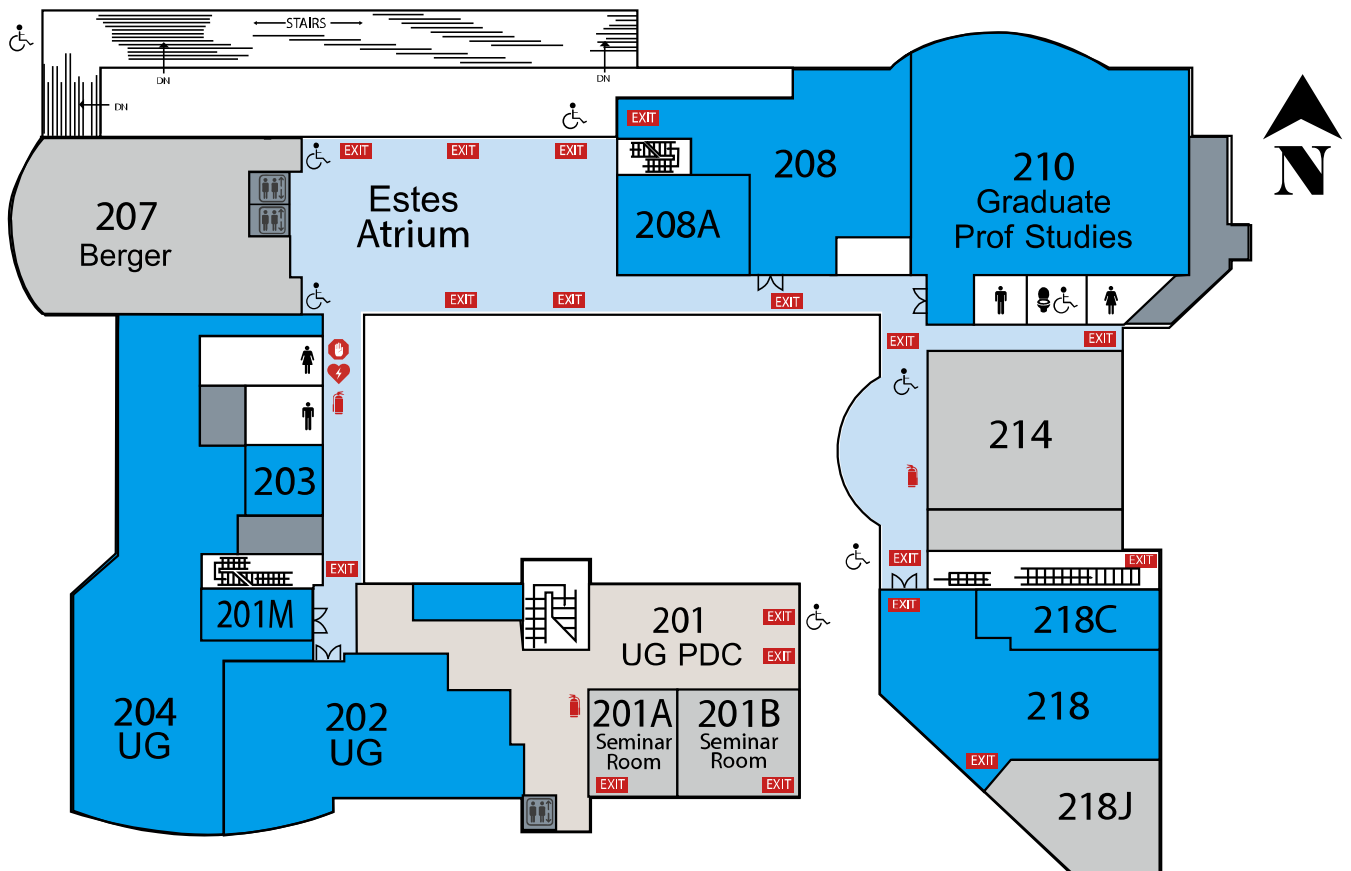 STAIRS
DN
DN
DN
EXIT
EXIT
EXIT
EXIT
207
Berger
Estes
Atrium
208
208A
210
Graduate
Prof Studies
N
EXIT
EXIT
EXIT
EXIT
EXIT
214
203
EXIT
EXIT
EXIT
201M
201
UG PDC
EXIT
EXIT
EXIT
218C
204
UG
202
UG
201A
Seminar
Room
EXIT
201B
Seminar
Room
EXIT
218
EXIT
218J